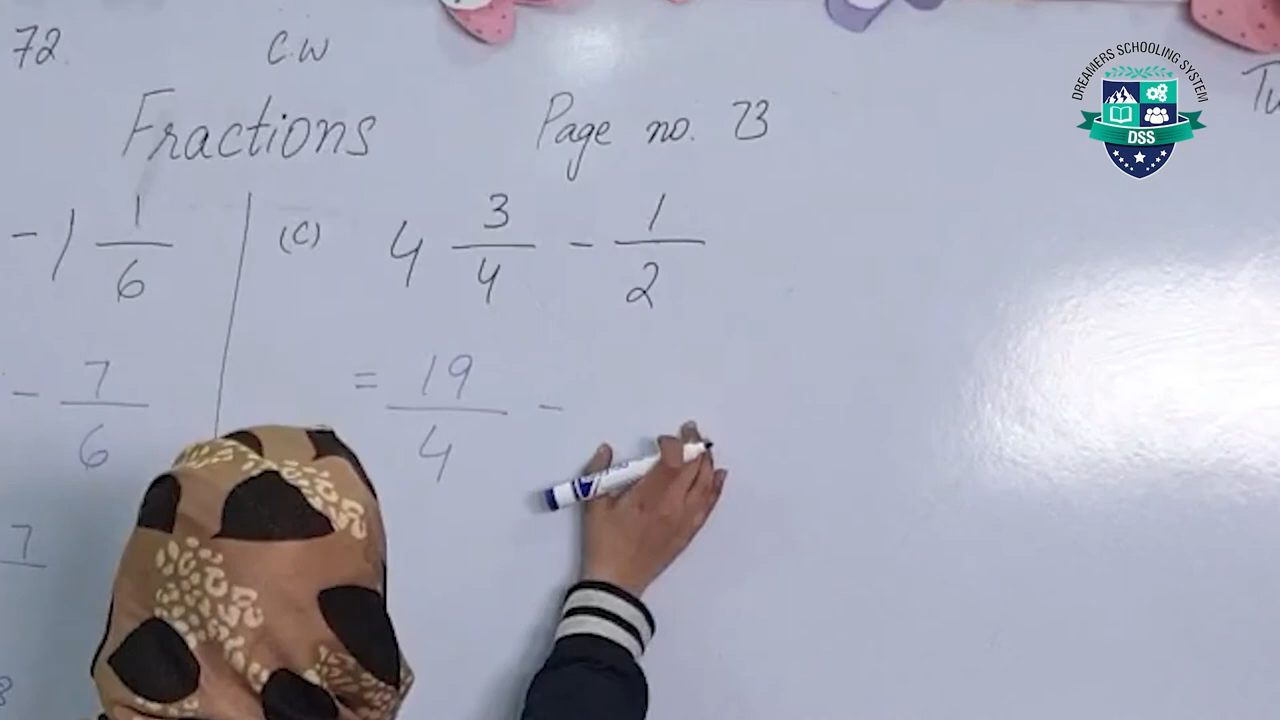 72. C.W
Fractions Page no. 73
- 1 1/6 (C) 4 3/4 - 1/2
- 7/6 = 19/4 -
7
8
DREAMERS SCHOOLING SYSTEM
DSS